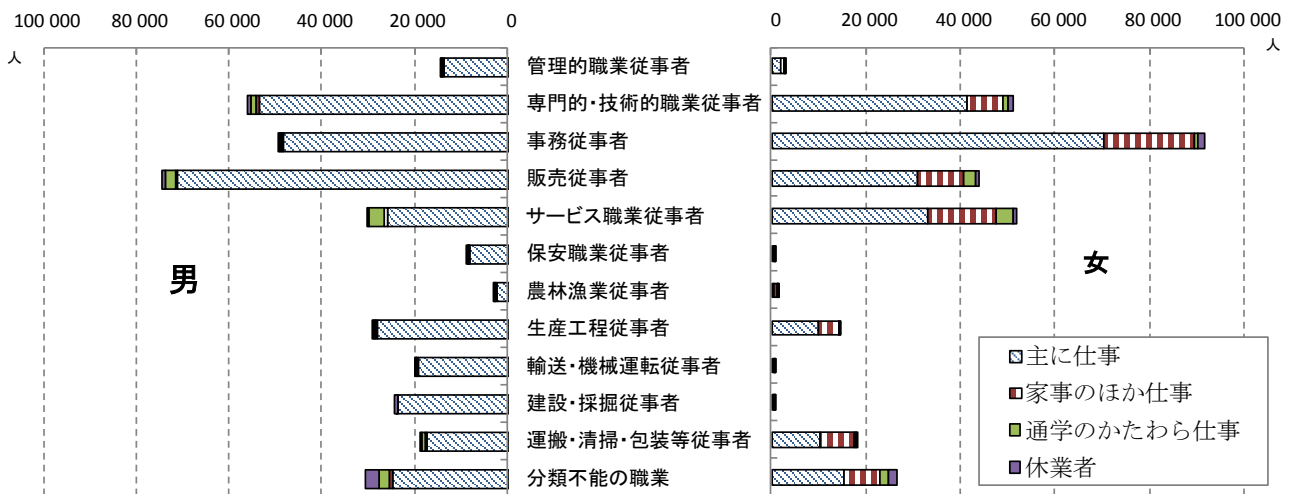 100 000 80 000 60 000 40 000 20 000 0
0 20 000 40 000 60 000 80 000 100 000
人
人
管理的職業従事者
専門的・技術的職業従事者
事務従事者
販売従事者
サービス職業従事者
保安職業従事者
農林漁業従事者
生産工程従事者
輸送・機械運転従事者
建設・採掘従事者
運搬・清掃・包装等従事者
分類不能の職業
男
女
主に仕事
家事のほか仕事
通学のかたわら仕事
休業者